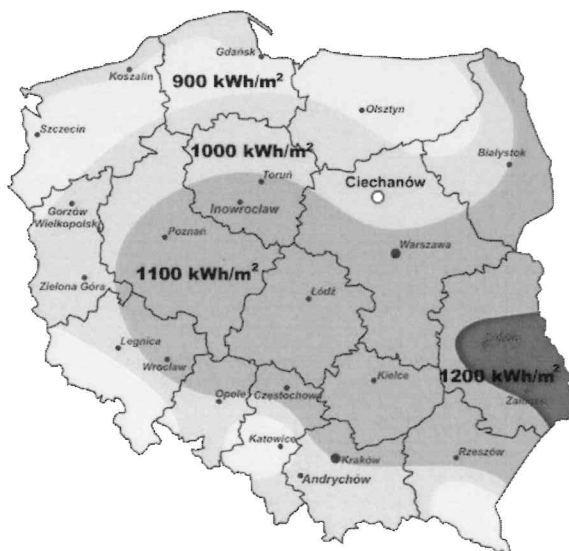 Gdańsk
Koszalin
900 kWh/m²
Olsztyn
Szczecin
1000 kWh/m²
Białystok
Toruń
Ciechanów
Inowrocław
Gorzów
Wielkopolski
Poznań
Warszawa
1100 kWh/m²
Zielona Góra
Łódź
Legnica
Wrocław
1200 kWh/m²
Kielce
Częstochowa
Opole
Katowice
Kraków
Rzeszów
Andrychów